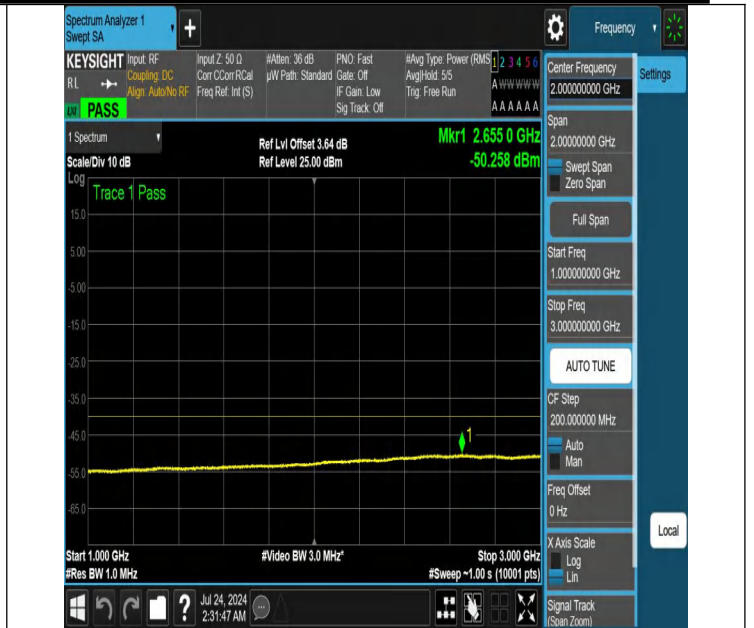 Spectrum Analyzer 1
Swept SA
+
Frequency
KEYSIGHT
RL
LXI
PASS
Input: RF
Coupling: DC
Align: Auto/No RF
Input Z: 50 Ω
Corr CCorr RCal
Freq Ref: Int (S)
#Atten: 36 dB
µW Path: Standard
PNO: Fast
Gate: Off
IF Gain: Low
Sig Track: Off
#Avg Type: Power (RMS
Avg|Hold: 5/5
Trig: Free Run
1 2 3 4 5 6
A W W W W W
A A A A A A
1 Spectrum
Scale/Div 10 dB
Ref Lvl Offset 3.64 dB
Ref Level 25.00 dBm
Mkr1 2.655 0 GHz
-50.258 dBm
Log
Trace 1 Pass
15.0
5.00
-5.00
-15.0
-25.0
-35.0
-45.0
-55.0
-65.0
1
Start 1.000 GHz
#Res BW 1.0 MHz
#Video BW 3.0 MHz*
Stop 3.000 GHz
#Sweep ~1.00 s (10001 pts)
Jul 24, 2024
2:31:47 AM
?
Center Frequency
2.000000000 GHz
Span
2.00000000 GHz
Swept Span
Zero Span
Full Span
Start Freq
1.000000000 GHz
Stop Freq
3.000000000 GHz
AUTO TUNE
CF Step
200.000000 MHz
Auto
Man
Freq Offset
0 Hz
X Axis Scale
Log
Lin
Signal Track
(Span Zoom)
Settings
Local